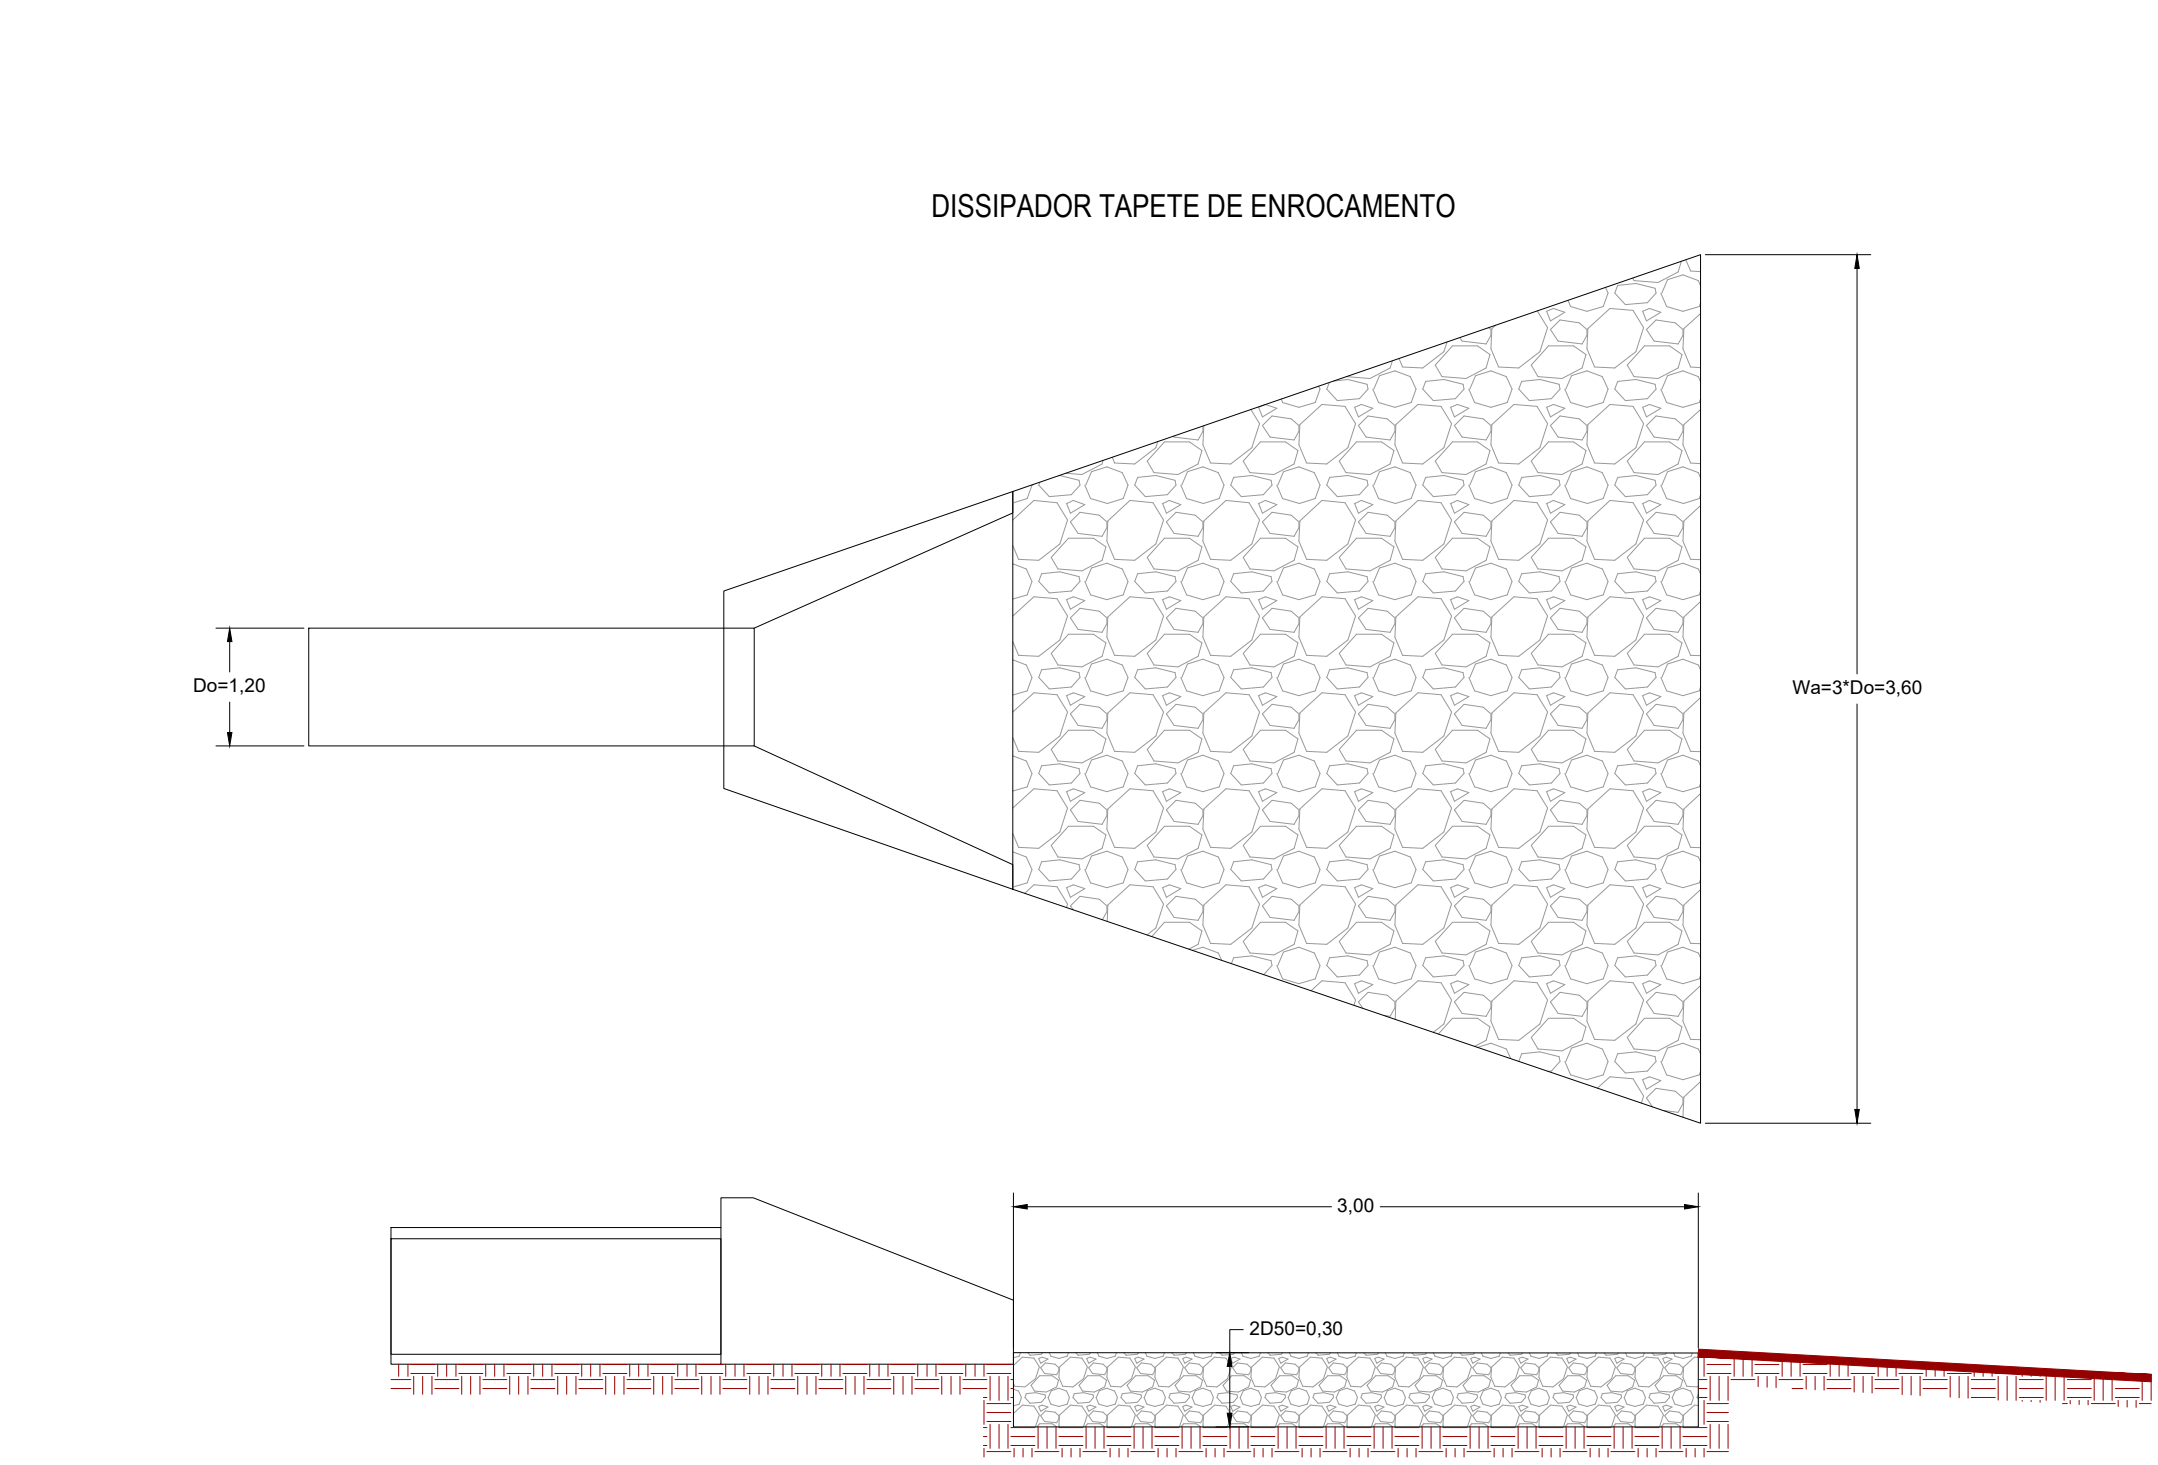 DISSIPADOR TAPETE DE ENROCAMENTO
Do=1,20
Wa=3*Do=3,60
3,00
2D50=0,30